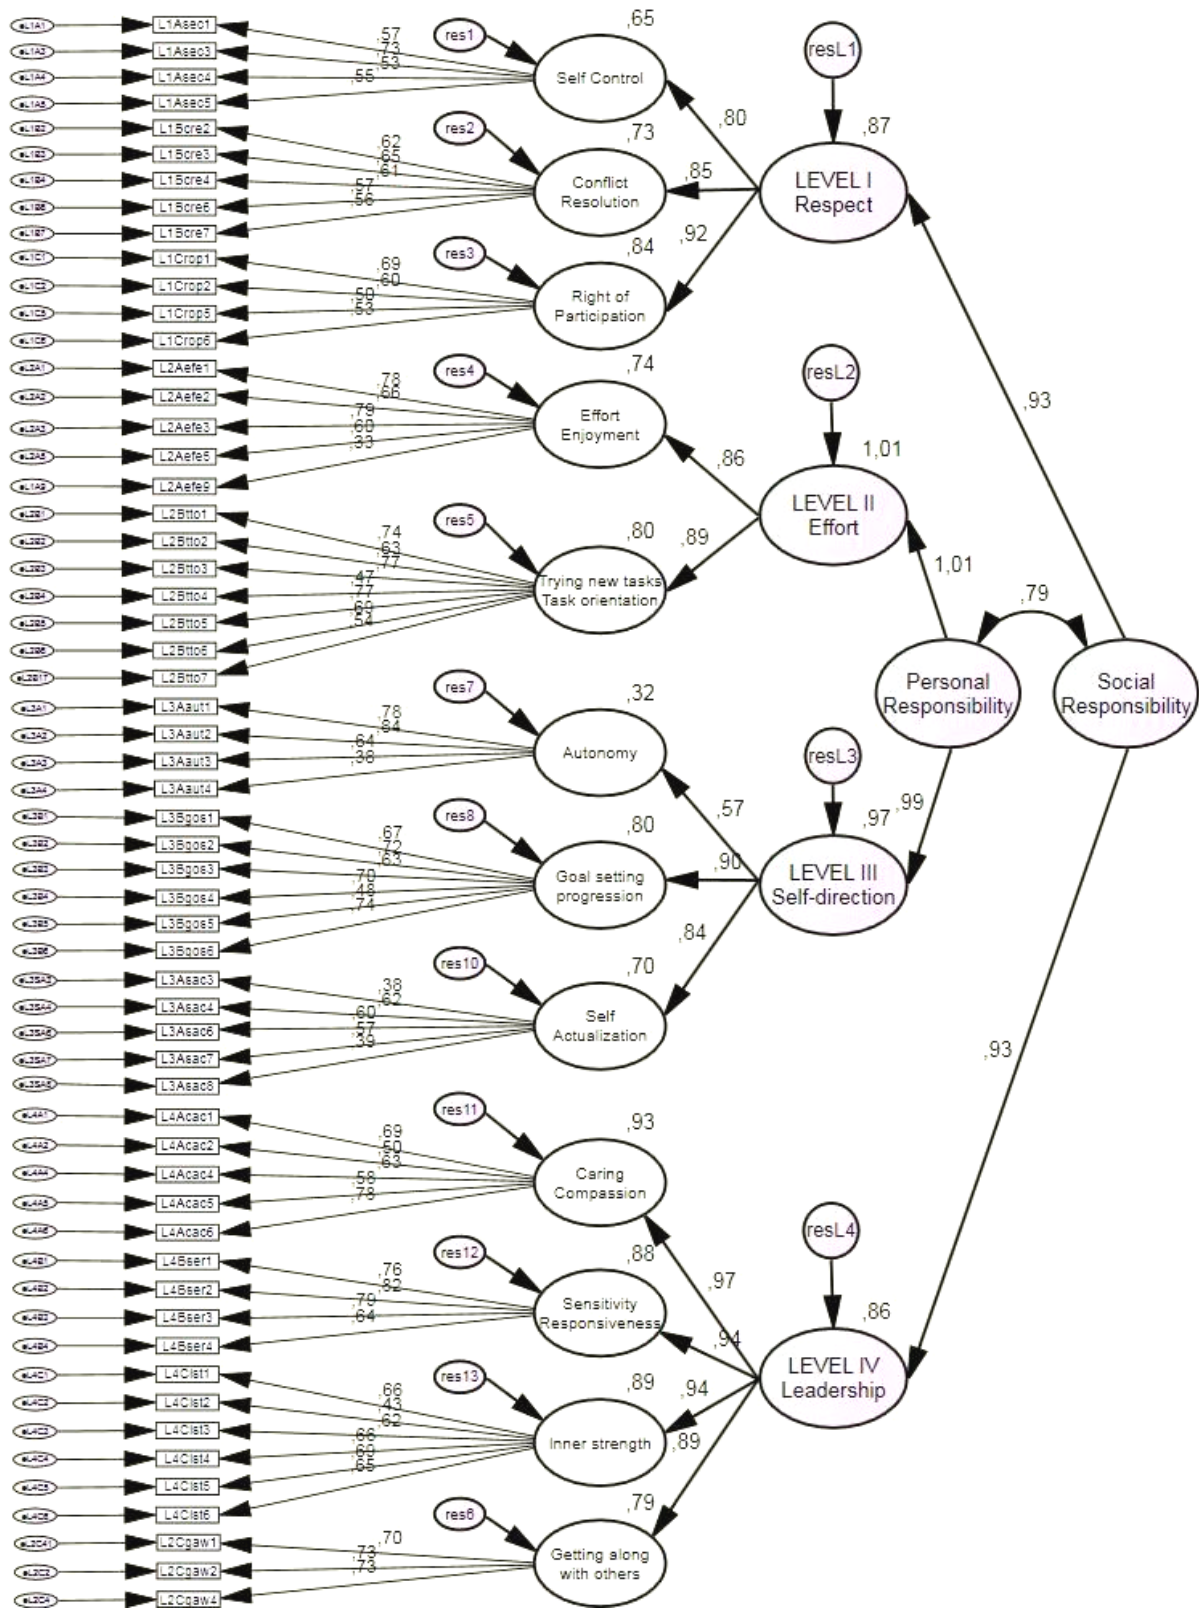 L1Asec1
L1Asec3
L1Asec4
L1Asec5
,57
,73
,53
,55
res1
Self Control
,65
L1Bcre2
L1Bcre3
L1Bcre4
L1Bcre6
L1Bcre7
,62
,65
,61
,57
,56
res2
Conflict
Resolution
,73
L1Crop1
L1Crop2
L1Crop5
L1Crop6
,69
,60
,50
,53
res3
Right of
Participation
,84
,80
,85
,92
resL1
,87
LEVEL I
Respect
L2Aefe1
L2Aefe2
L2Aefe3
L2Aefe5
L2Aefe9
,78
,66
,79
,60
,33
res4
Effort
Enjoyment
,74
L2Btto1
L2Btto2
L2Btto3
L2Btto4
L2Btto5
L2Btto6
L2Btto7
,74
,63
,77
,47
,77
,69
,54
res5
Trying new tasks
Task orientation
,80
,86
,89
resL2
1,01
LEVEL II
Effort
,93
1,01
,79
Personal
Responsibility
Social
Responsibility
L3Aaut1
L3Aaut2
L3Aaut3
L3Aaut4
,78
,84
,64
,38
res7
Autonomy
,32
L3Bgos1
L3Bgos2
L3Bgos3
L3Bgos4
L3Bgos5
L3Bgos6
,67
,72
,63
,70
,48
,74
res8
Goal setting
progression
,80
L3Asac3
L3Asac4
L3Asac6
L3Asac7
L3Asac8
,38
,62
,60
,57
,39
res10
Self
Actualization
,70
,57
,90
,84
resL3
,97
,99
LEVEL III
Self-direction
,93
L4Acac1
L4Acac2
L4Acac4
L4Acac5
L4Acac6
,69
,50
,63
,58
,78
res11
Caring
Compassion
,93
L4Bser1
L4Bser2
L4Bser3
L4Bser4
,76
,82
,79
,64
res12
Sensitivity
Responsiveness
,88
L4Cist1
L4Cist2
L4Cist3
L4Cist4
L4Cist5
L4Cist6
,66
,43
,62
,66
,69
,65
res13
Inner strength
,89
L2Cgaw1
L2Cgaw2
L2Cgaw4
,70
,73
,73
res6
Getting along
with others
,79
,97
,94
,94
,89
resL4
,86
LEVEL IV
Leadership